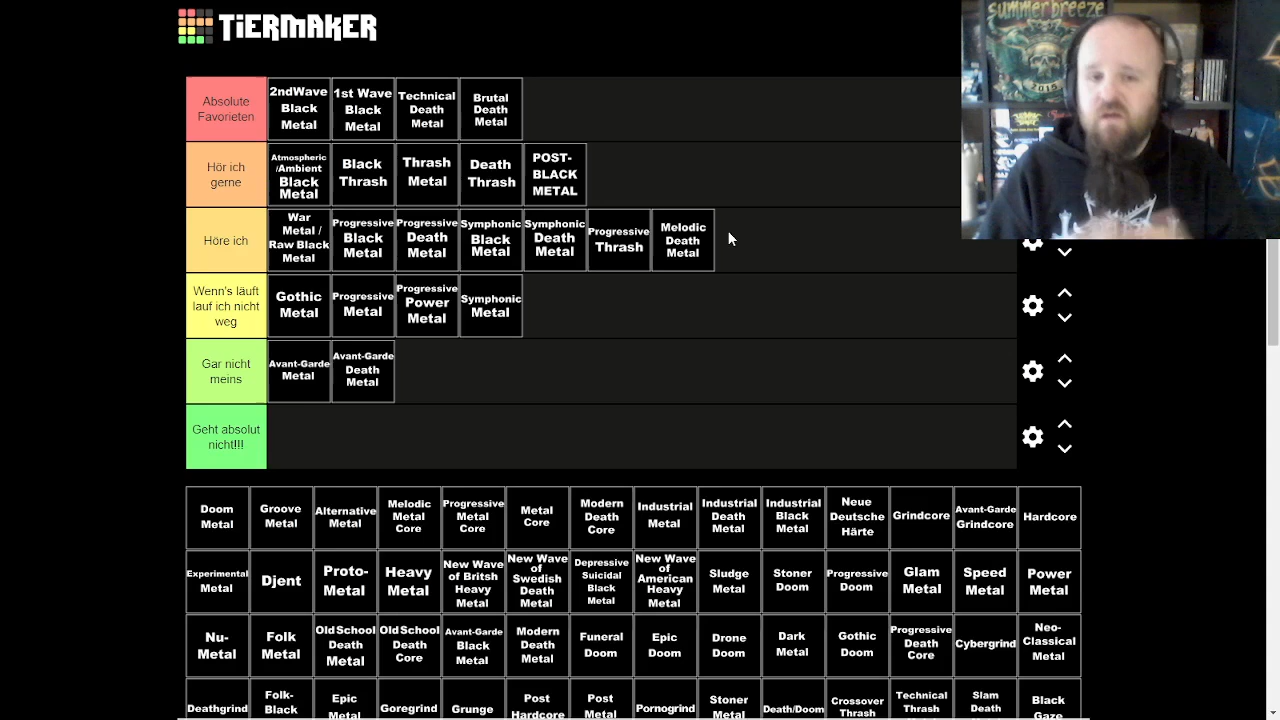 TiERMAKER
summerbreeze
2019
Absolute
Favorieten
2ndWave
Black
Metal
1st Wave
Black
Metal
Technical
Death
Metal
Brutal
Death
Metal
Hör ich
gerne
Atmospheric
/Ambient
Black
Metal
Black
Thrash
Thrash
Metal
Death
Thrash
POST-
BLACK
METAL
Höre ich
War
Metal /
Raw Black
Metal
Progressive
Black
Metal
Progressive
Death
Metal
Symphonic
Black
Metal
Symphonic
Death
Metal
Progressive
Thrash
Melodic
Death
Metal
Wenn's läuft
lauf ich nicht
weg
Gothic
Metal
Progressive
Metal
Progressive
Power
Metal
Symphonic
Metal
Gar nicht
meins
Avant-Garde
Metal
Avant-Garde
Death
Metal
Geht absolut
nicht!!!
Doom
Metal
Groove
Metal
Alternative
Metal
Melodic
Metal
Core
Progressive
Metal
Core
Metal
Core
Modern
Death
Core
Industrial
Metal
Industrial
Death
Metal
Industrial
Black
Metal
Neue
Deutsche
Härte
Grindcore
Avant-Garde
Grindcore
Hardcore
Experimental
Metal
Djent
Proto-
Metal
Heavy
Metal
New Wave
of Britsh
Heavy
Metal
New Wave
of
Swedish
Death
Metal
Depressive
Suicidal
Black
Metal
New Wave
of
American
Heavy
Metal
Sludge
Metal
Stoner
Doom
Progressive
Doom
Glam
Metal
Speed
Metal
Power
Metal
Nu-
Metal
Folk
Metal
Old School
Death
Metal
Old School
Death
Core
Avant-Garde
Black
Metal
Modern
Death
Metal
Funeral
Doom
Epic
Doom
Drone
Doom
Dark
Metal
Gothic
Doom
Progressive
Death
Core
Cybergrind
Neo-
Classical
Metal
Deathgrind
Folk-
Black
Epic
Metal
Goregrind
Grunge
Post
Hardcore
Post
Metal
Pornogrind
Stoner
Metal
Death/Doom
Crossover
Thrash
Technical
Thrash
Slam
Death
Black
Gaze